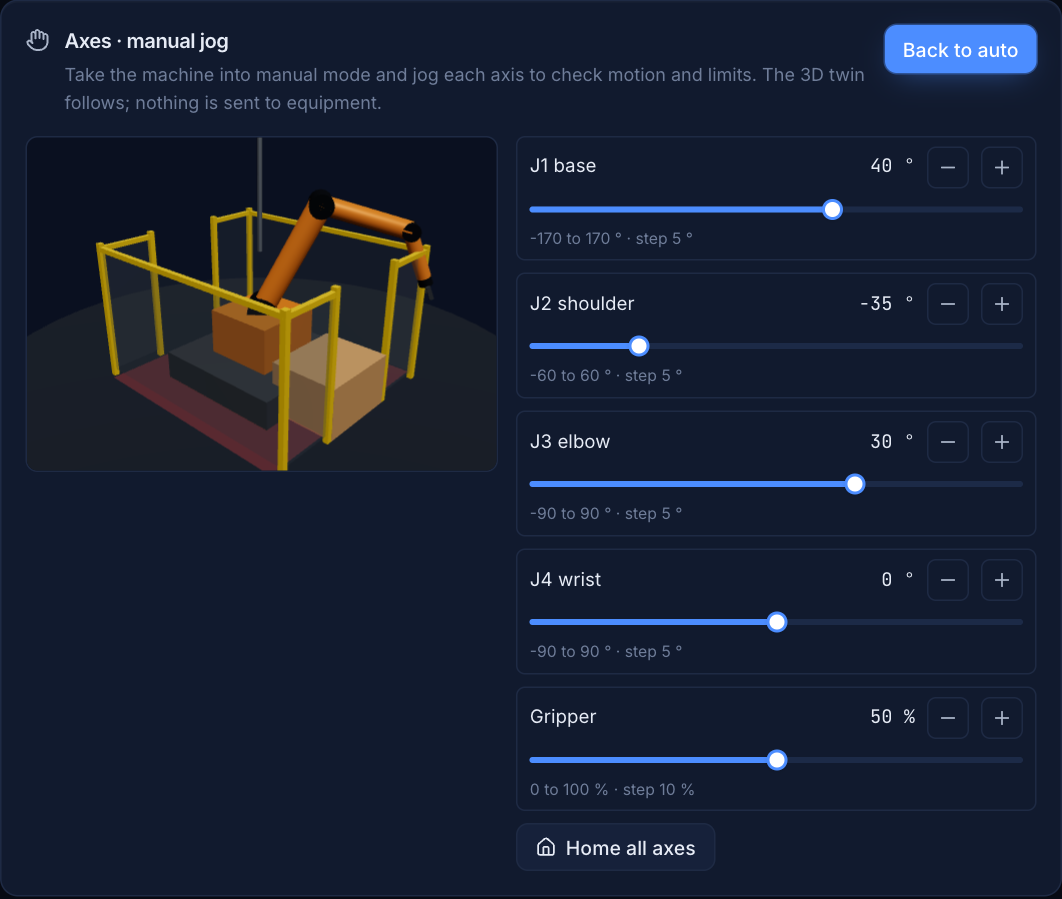 Axes · manual jog
Back to auto
Take the machine into manual mode and jog each axis to check motion and limits. The 3D twin
follows; nothing is sent to equipment.
J1 base 40 °
-170 to 170 ° · step 5 °
J2 shoulder -35 °
-60 to 60 ° · step 5 °
J3 elbow 30 °
-90 to 90 ° · step 5 °
J4 wrist 0 °
-90 to 90 ° · step 5 °
Gripper 50 %
0 to 100 % · step 10 %
Home all axes